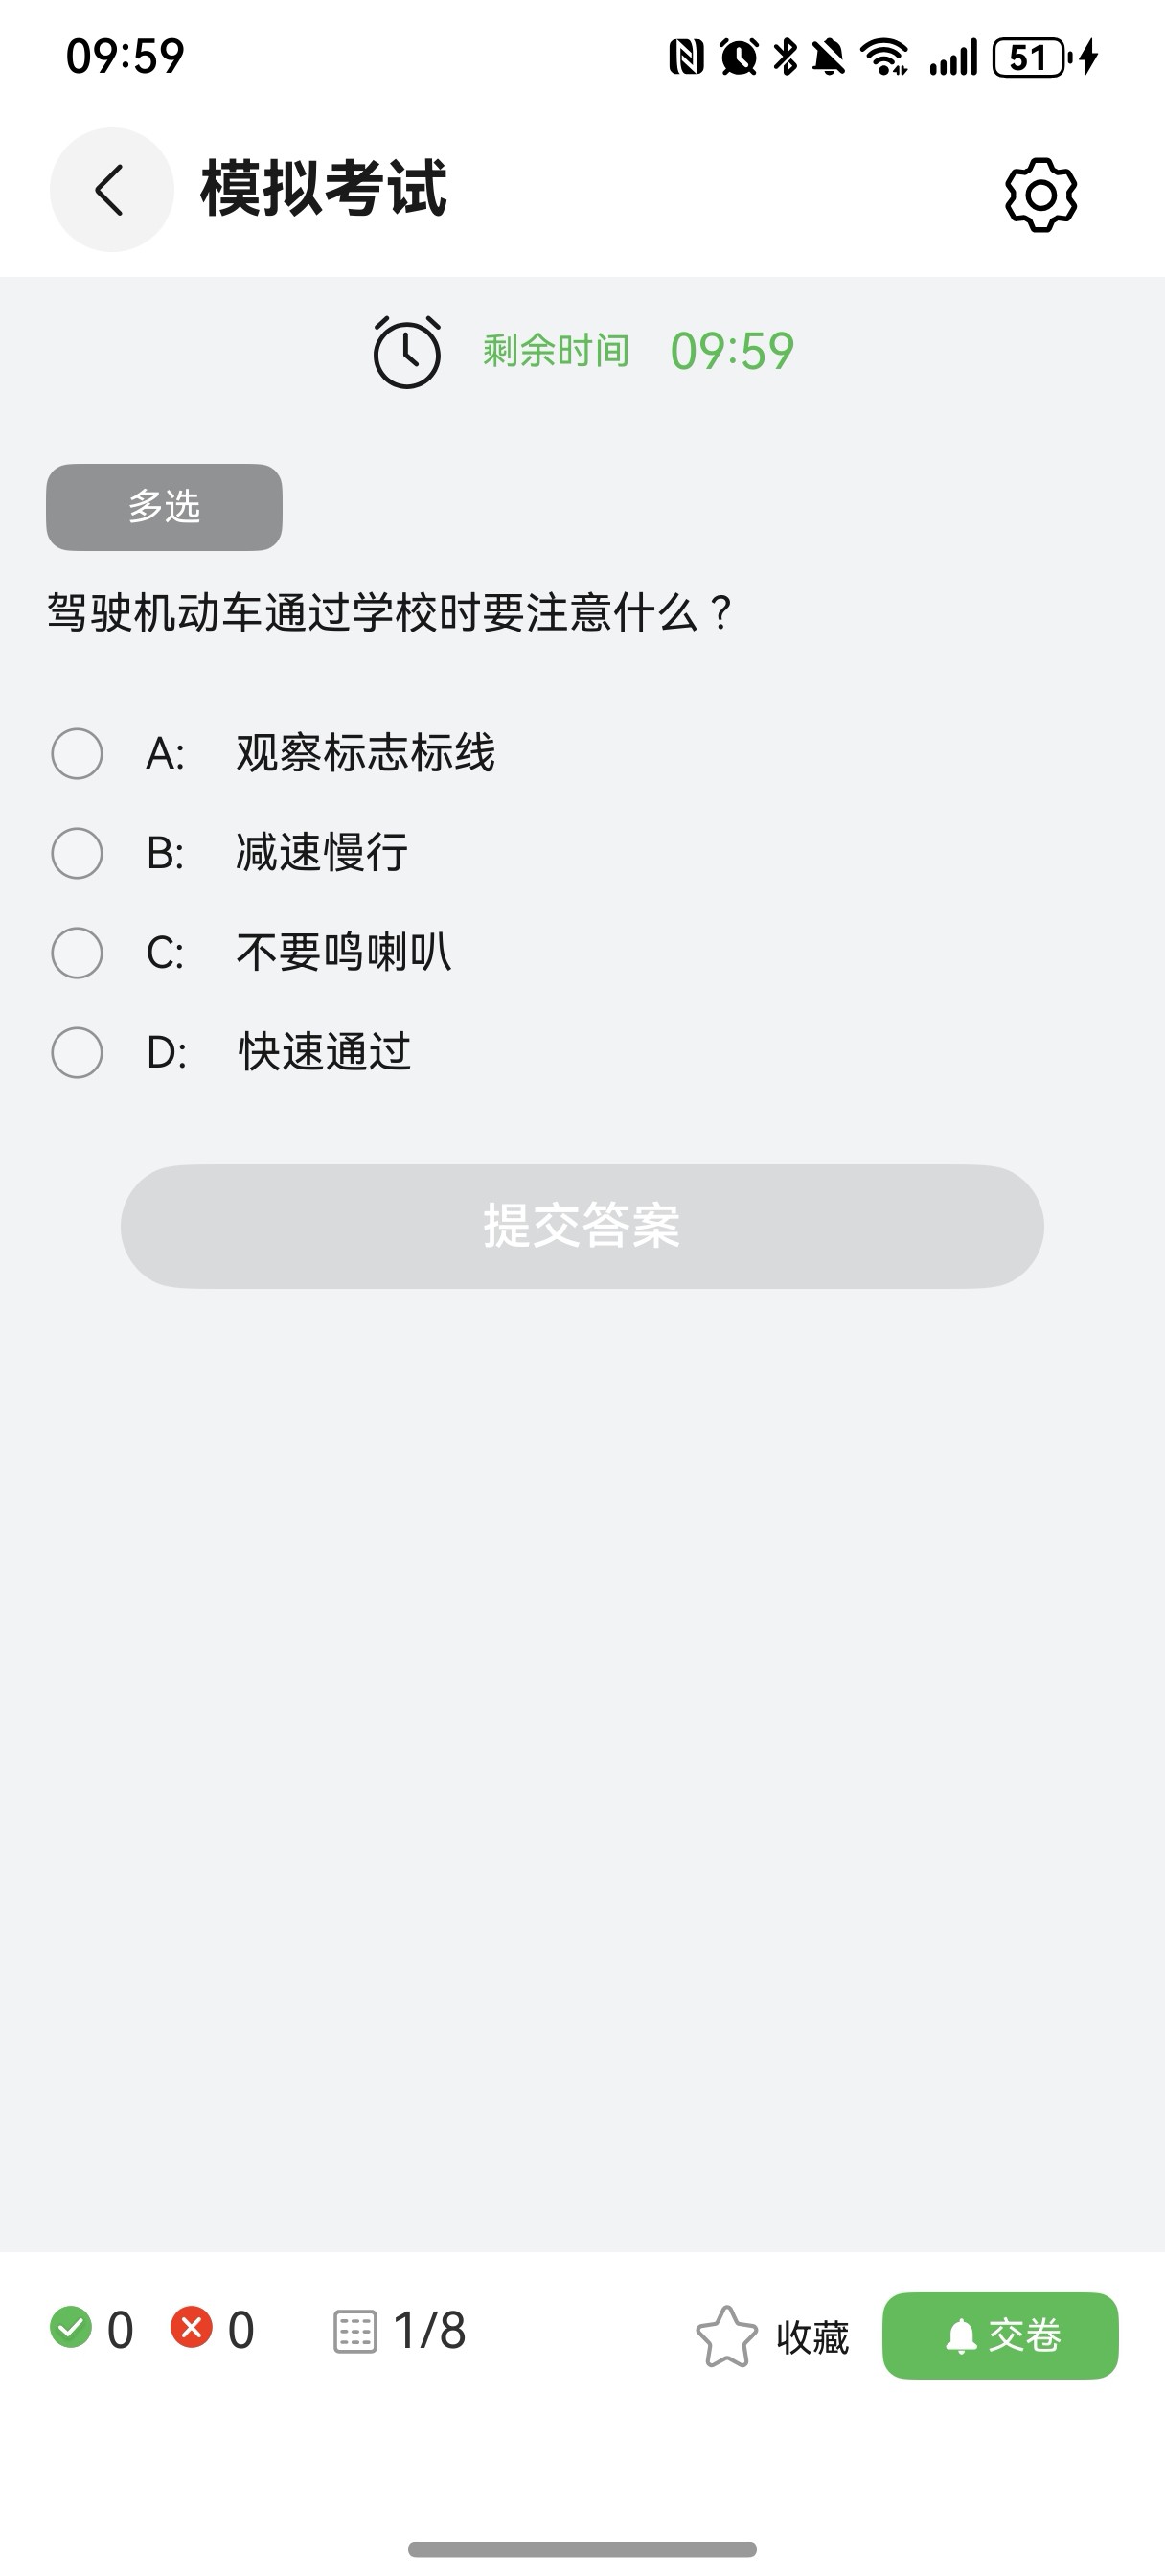 09:59 51
模拟考试
剩余时间 09:59
多选
驾驶机动车通过学校时要注意什么？
A: 观察标志标线
B: 减速慢行
C: 不要鸣喇叭
D: 快速通过
提交答案
0 0 1/8 收藏 交卷